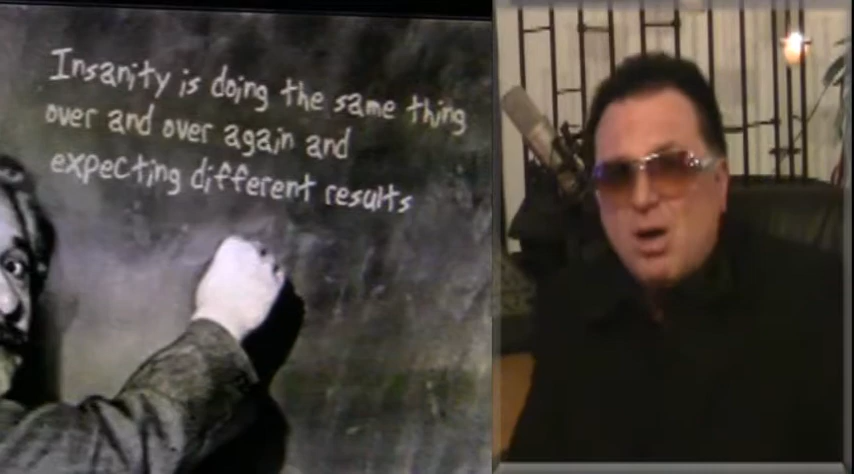 Insanity is doing the same thing
over and over again and
expecting different results